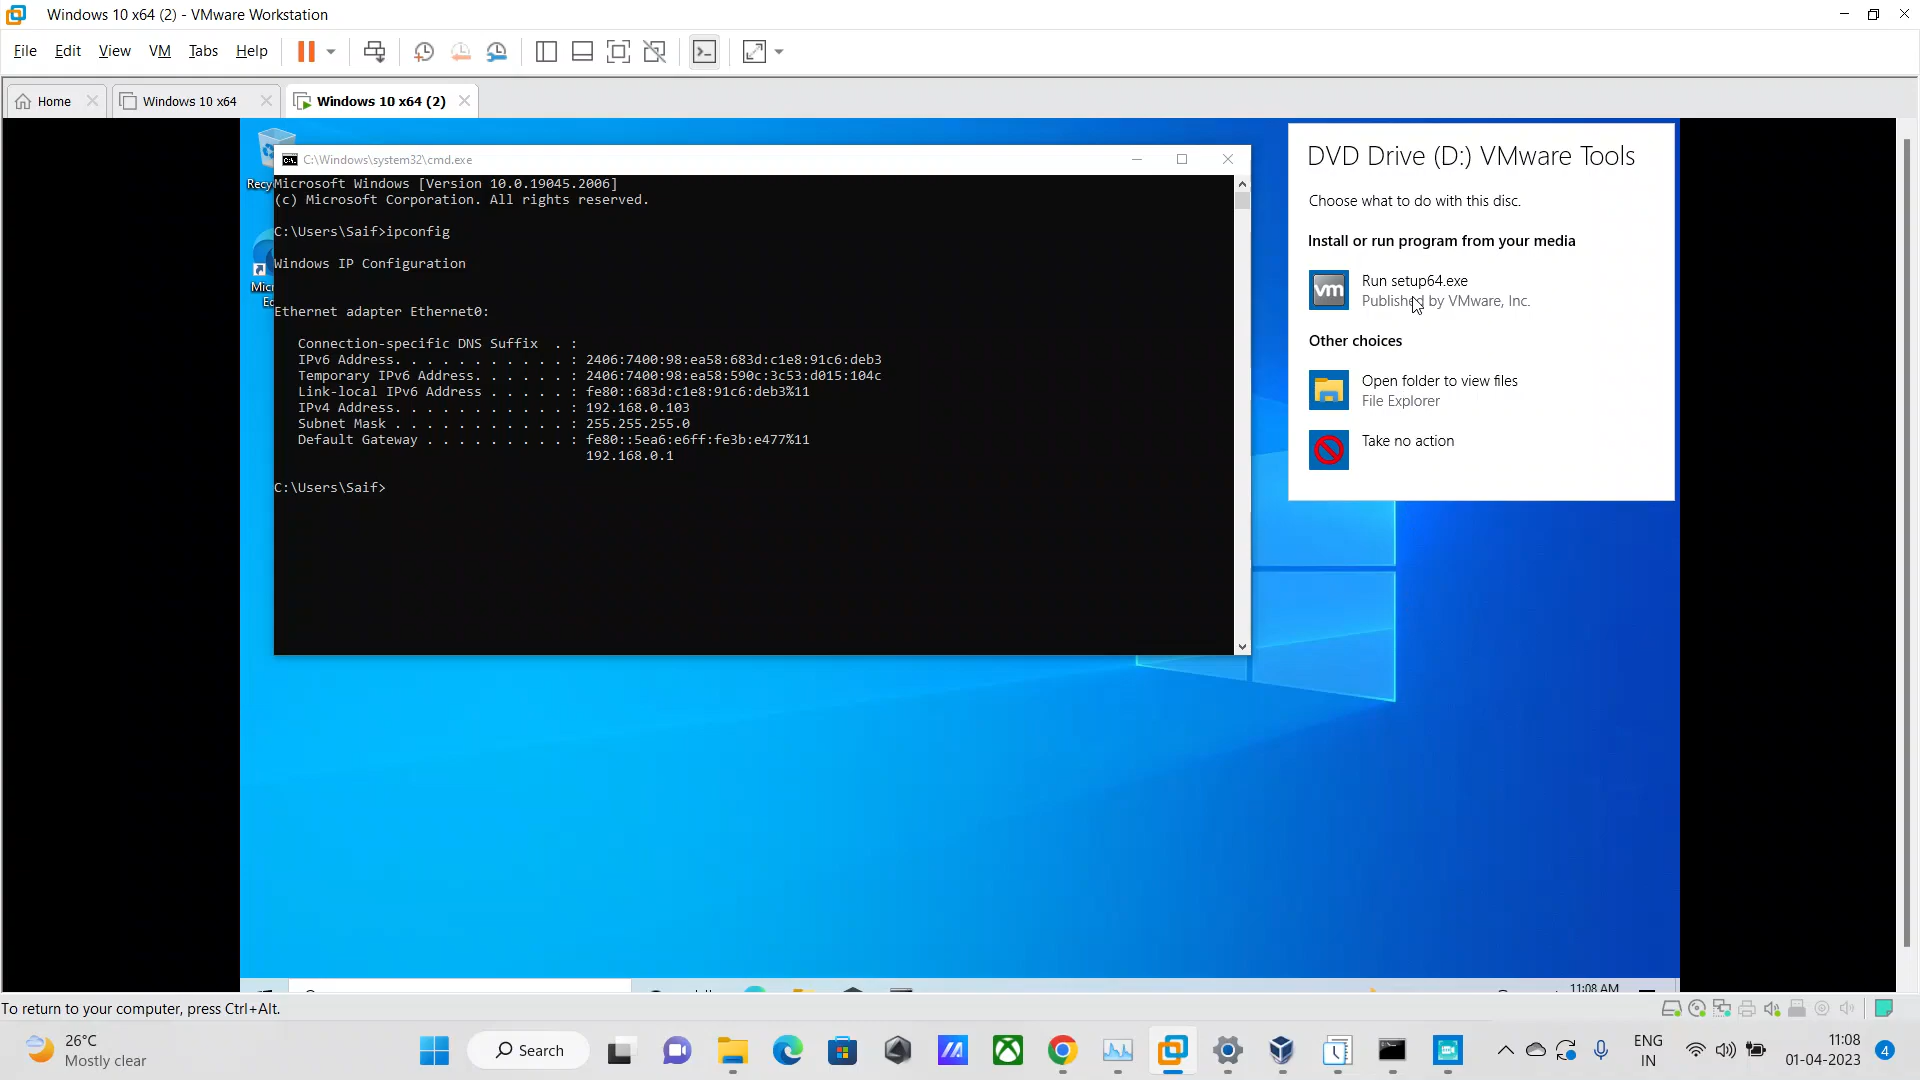 Windows 10 x64 (2) - VMware Workstation
File Edit View VM Tabs Help
Home Windows 10 x64 Windows 10 x64 (2)
C:\Windows\system32\cmd.exe
Microsoft Windows [Version 10.0.19045.2006]
(c) Microsoft Corporation. All rights reserved.
C:\Users\Saif>ipconfig
Windows IP Configuration
Ethernet adapter Ethernet0:
Connection-specific DNS Suffix . :
IPv6 Address. . . . . . . . . . . : 2406:7400:98:ea58:683d:c1e8:91c6:deb3
Temporary IPv6 Address. . . . . . : 2406:7400:98:ea58:590c:3c53:d015:104c
Link-local IPv6 Address . . . . . : fe80::683d:c1e8:91c6:deb3%11
IPv4 Address. . . . . . . . . . . : 192.168.0.103
Subnet Mask . . . . . . . . . . . : 255.255.255.0
Default Gateway . . . . . . . . . : fe80::5ea6:e6ff:fe3b:e477%11
192.168.0.1
C:\Users\Saif>
Recy
Micr
Ed
DVD Drive (D:) VMware Tools
Choose what to do with this disc.
Install or run program from your media
vm
Run setup64.exe
Published by VMware, Inc.
Other choices
Open folder to view files
File Explorer
Take no action
11:08 AM
To return to your computer, press Ctrl+Alt.
26°C
Mostly clear
Search
ENG
IN
11:08
01-04-2023
4